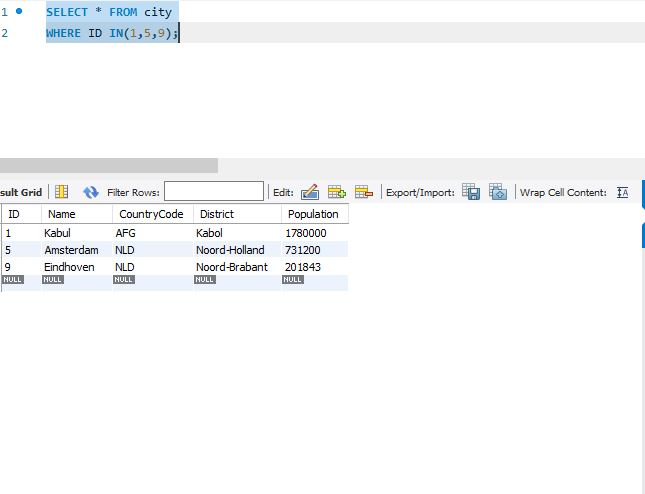 1 SELECT * FROM city
2 WHERE ID IN(1,5,9);
sult Grid Filter Rows: Edit: Export/Import: Wrap Cell Content: IA
ID Name CountryCode District Population
1 Kabul AFG Kabol 1780000
5 Amsterdam NLD Noord-Holland 731200
9 Eindhoven NLD Noord-Brabant 201843
NULL NULL NULL NULL NULL